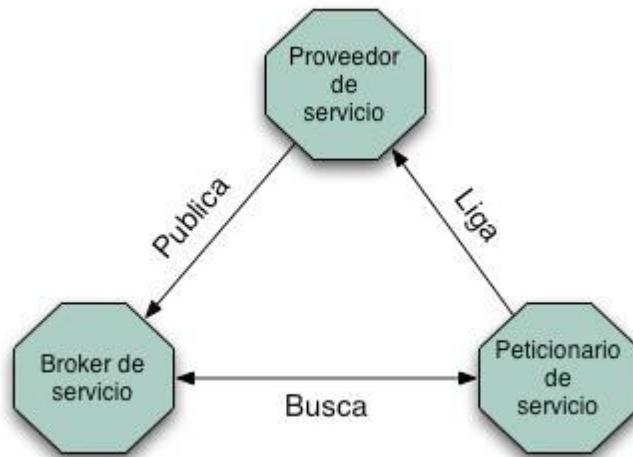 Proveedor
de
servicio
Publica
Liga
Broker de
servicio
Busca
Peticionario
de
servicio